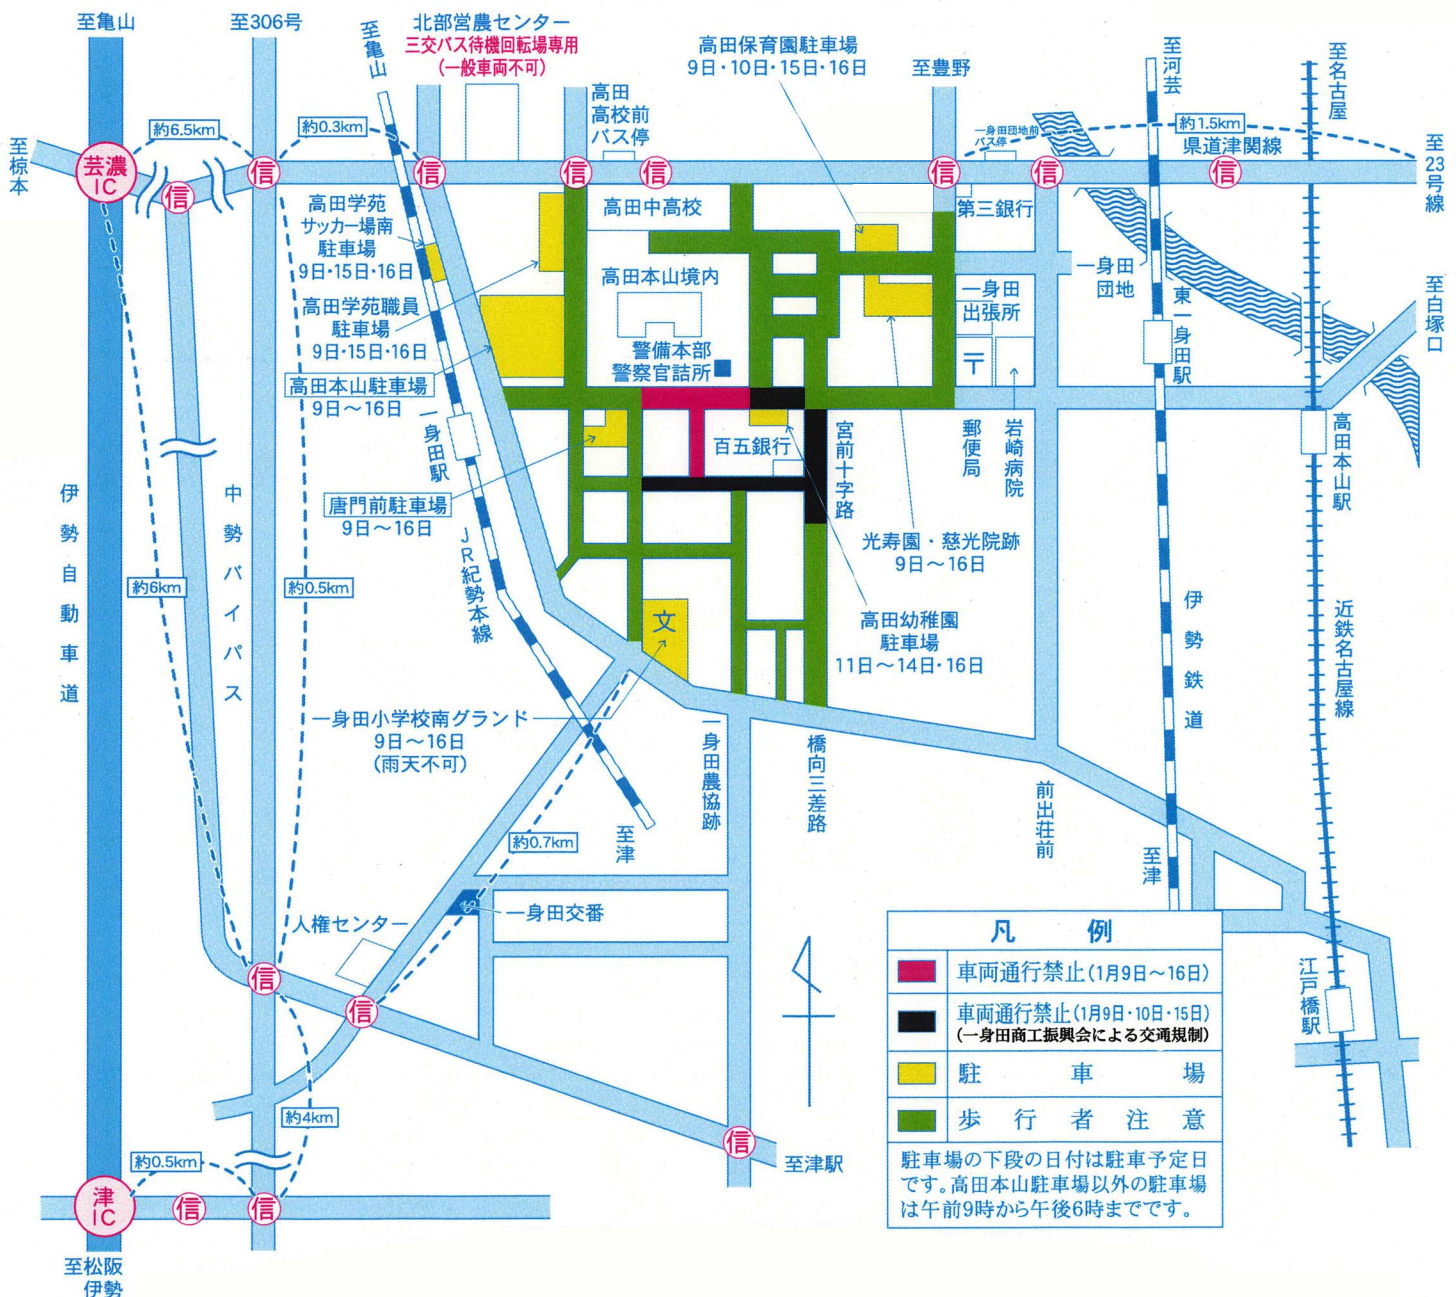 至亀山
至306号
至亀山
北部営農センター
三交バス待機回転場専用
(一般車両不可)
高田
高校前
バス停
高田保育園駐車場
9日・10日・15日・16日
至豊野
一身田団地前
バス停
至河芸
至名古屋
約6.5km
約0.3km
約1.5km
県道津関線
至椋本
芸濃
IC
信
信
信
信
信
信
信
信
至23号線
高田学苑
サッカー場南
駐車場
9日・15日・16日
高田中高校
第三銀行
高田学苑職員
駐車場
9日・15日・16日
高田本山境内
一身田
団地
一身田
出張所
至白塚口
東一身田駅
警備本部
警察官詰所
〒
高田本山駐車場
9日～16日
一身田駅
百五銀行
宮前十字路
郵便局
岩崎病院
高田本山駅
唐門前駐車場
9日～16日
伊勢自動車道
中勢バイパス
JR紀勢本線
光寿園・慈光院跡
9日～16日
約6km
約0.5km
文
高田幼稚園
駐車場
11日～14日・16日
伊勢鉄道
近鉄名古屋線
一身田小学校南グランド
9日～16日
(雨天不可)
一身田農協跡
橋向三差路
前出荘前
約0.7km
至津
至津
人権センター
一身田交番
信
信
江戸橋駅
約4km
約0.5km
信
至津駅
津
IC
信
信
至松阪
伊勢
凡例
車両通行禁止(1月9日～16日)
車両通行禁止(1月9日・10日・15日)
(一身田商工振興会による交通規制)
駐車場
歩行者注意
駐車場の下段の日付は駐車予定日
です。高田本山駐車場以外の駐車場
は午前9時から午後6時までです。